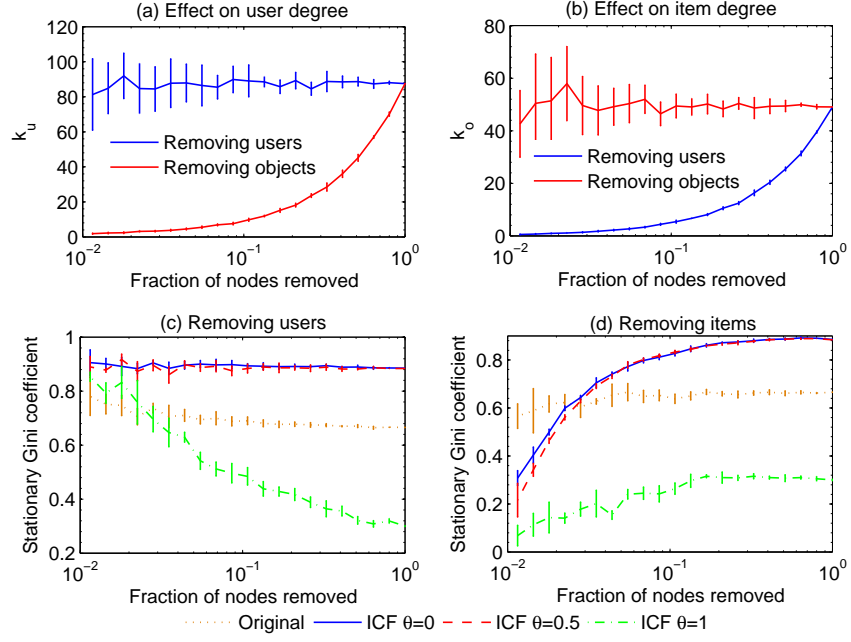 (a) Effect on user degree
120
100
80
60
40
20
0
k_u
Removing users
Removing objects
10^-2
10^-1
10^0
Fraction of nodes removed
(b) Effect on item degree
80
60
40
20
0
k_o
Removing users
Removing objects
10^-2
10^-1
10^0
Fraction of nodes removed
(c) Removing users
1
0.8
0.6
0.4
0.2
Stationary Gini coefficient
10^-2
10^-1
10^0
Fraction of nodes removed
(d) Removing items
0.8
0.6
0.4
0.2
0
Stationary Gini coefficient
10^-2
10^-1
10^0
Fraction of nodes removed
Original ICF θ=0 ICF θ=0.5 ICF θ=1